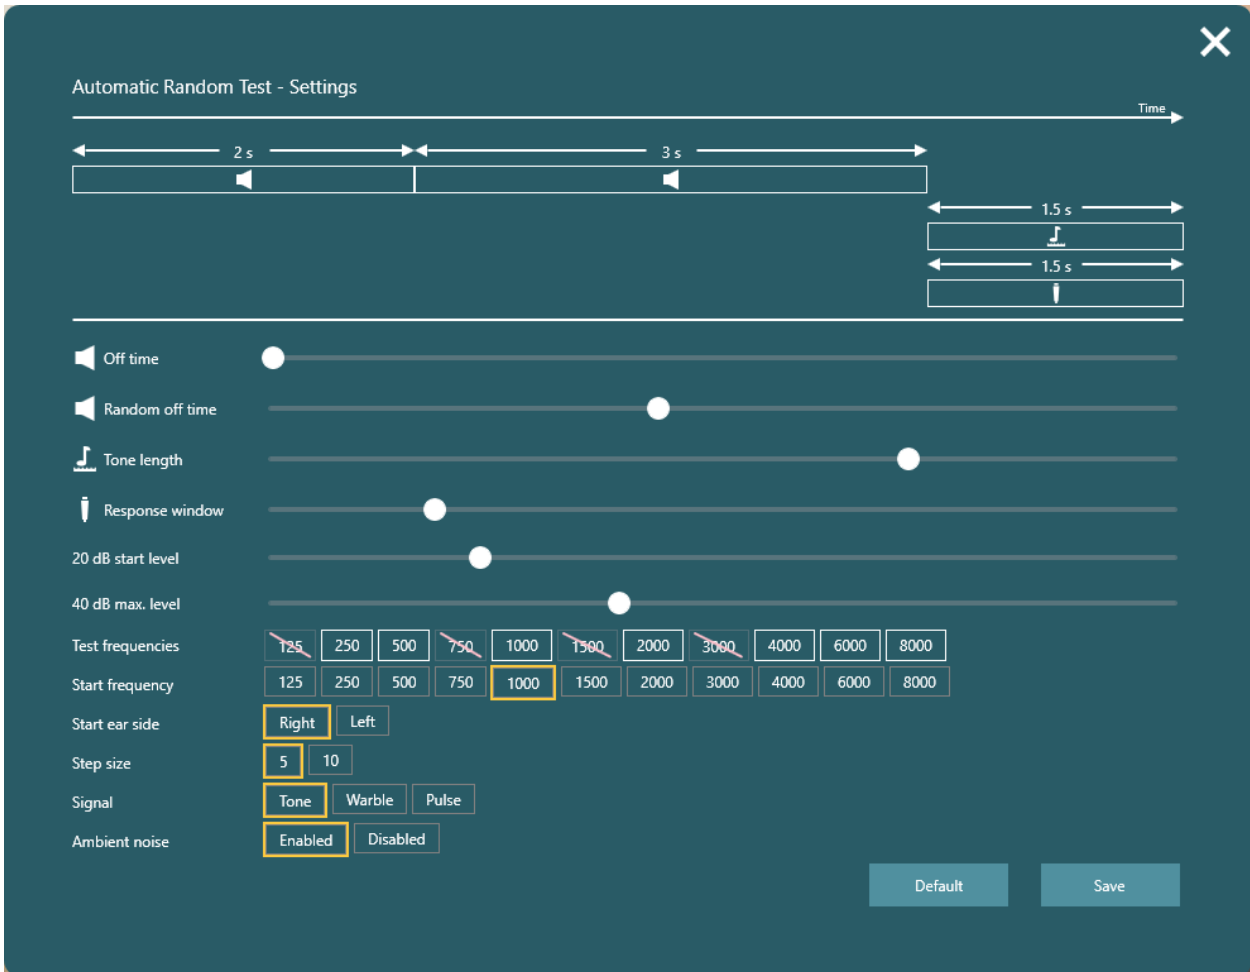 Automatic Random Test - Settings
Time
2 s 3 s
1.5 s
1.5 s
Off time
Random off time
Tone length
Response window
20 dB start level
40 dB max. level
Test frequencies 125 250 500 750 1000 1500 2000 3000 4000 6000 8000
Start frequency 125 250 500 750 1000 1500 2000 3000 4000 6000 8000
Start ear side Right Left
Step size 5 10
Signal Tone Warble Pulse
Ambient noise Enabled Disabled
Default Save